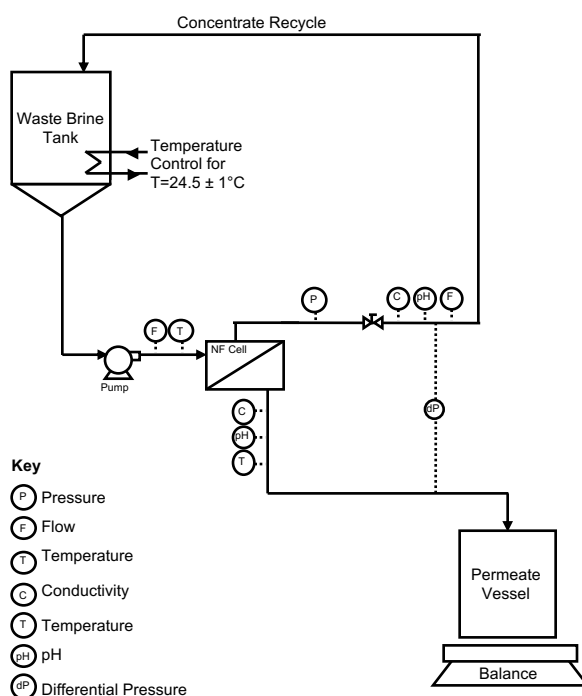 Concentrate Recycle
Waste Brine
Tank
Temperature
Control for
T=24.5 ± 1°C
P
C
pH
F
F
T
NF Cell
Pump
C
pH
T
dP
Key
P Pressure
F Flow
T Temperature
C Conductivity
T Temperature
pH pH
dP Differential Pressure
Permeate
Vessel
Balance